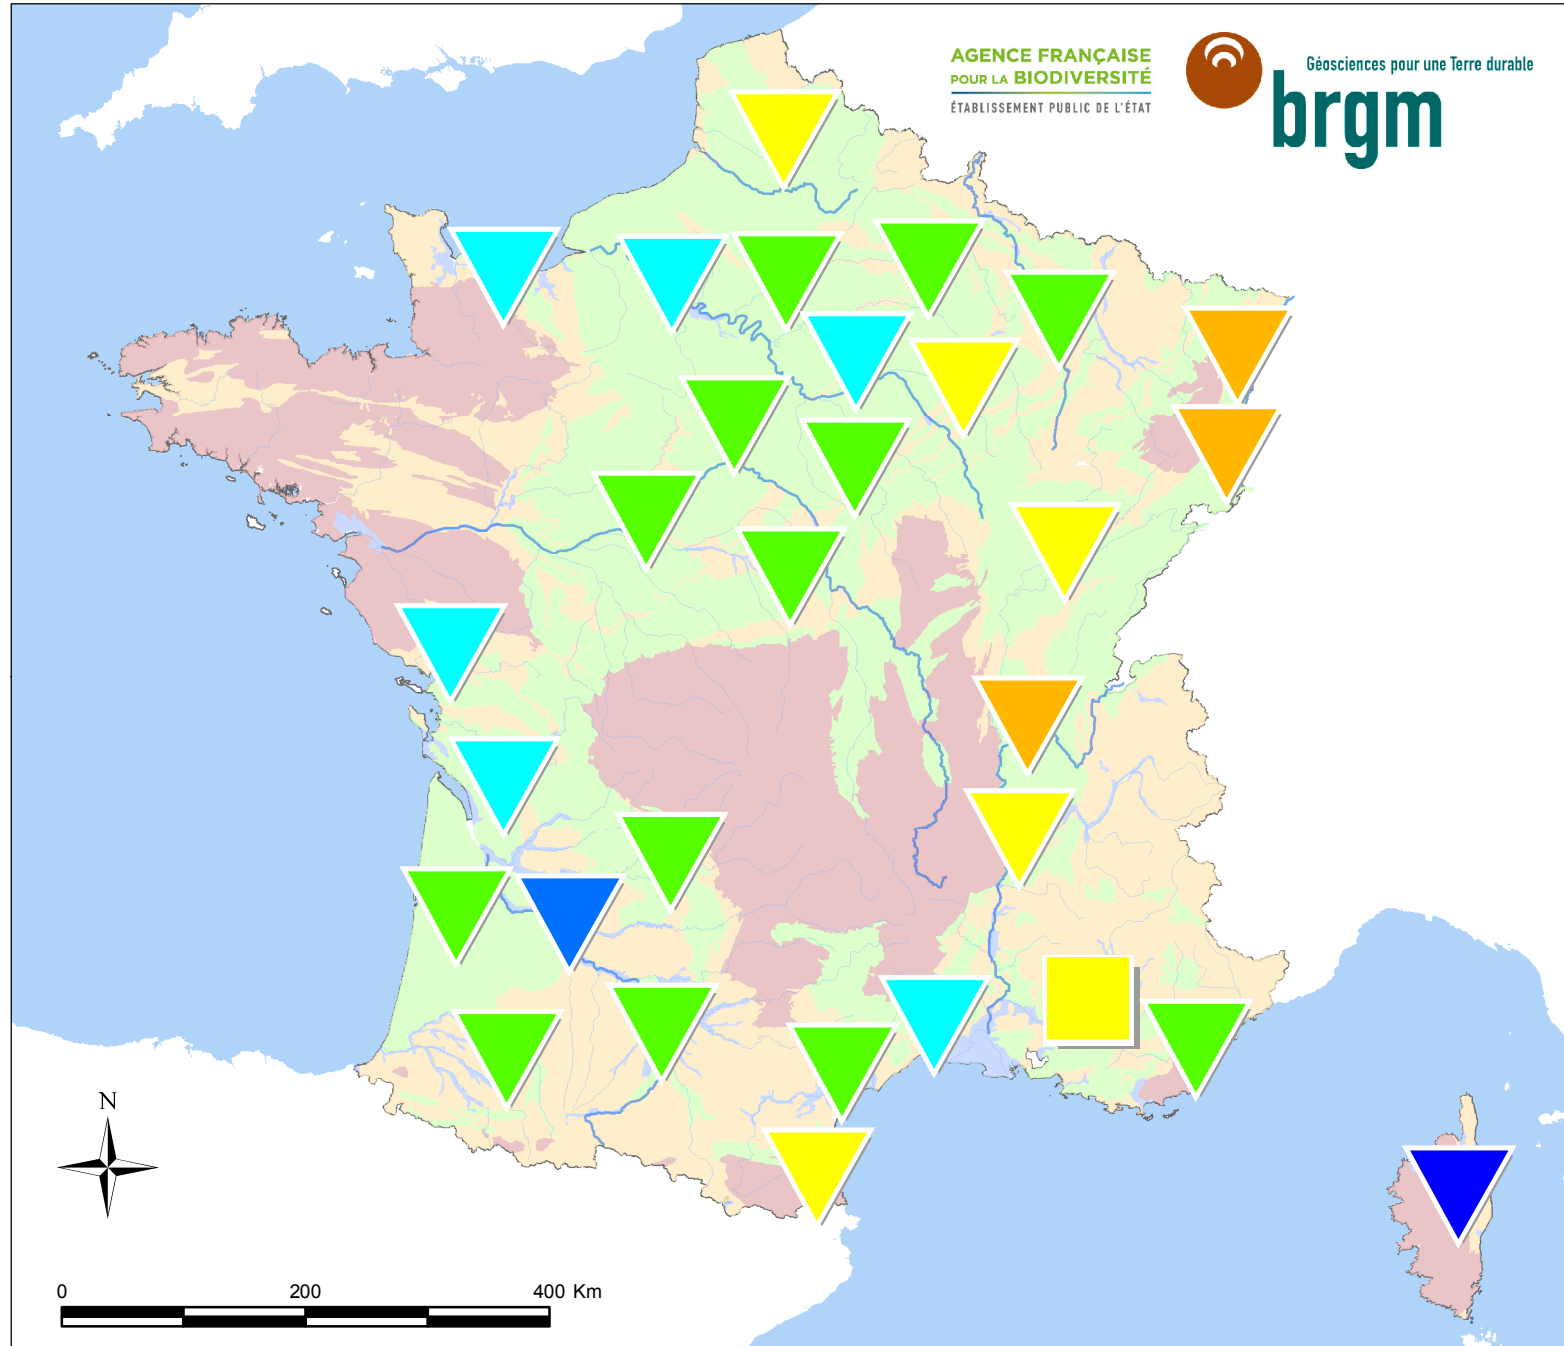 AGENCE FRANÇAISE
POUR LA BIODIVERSITÉ
ÉTABLISSEMENT PUBLIC DE L'ÉTAT
Géosciences pour une Terre durable
brgm
N
0 200 400 Km